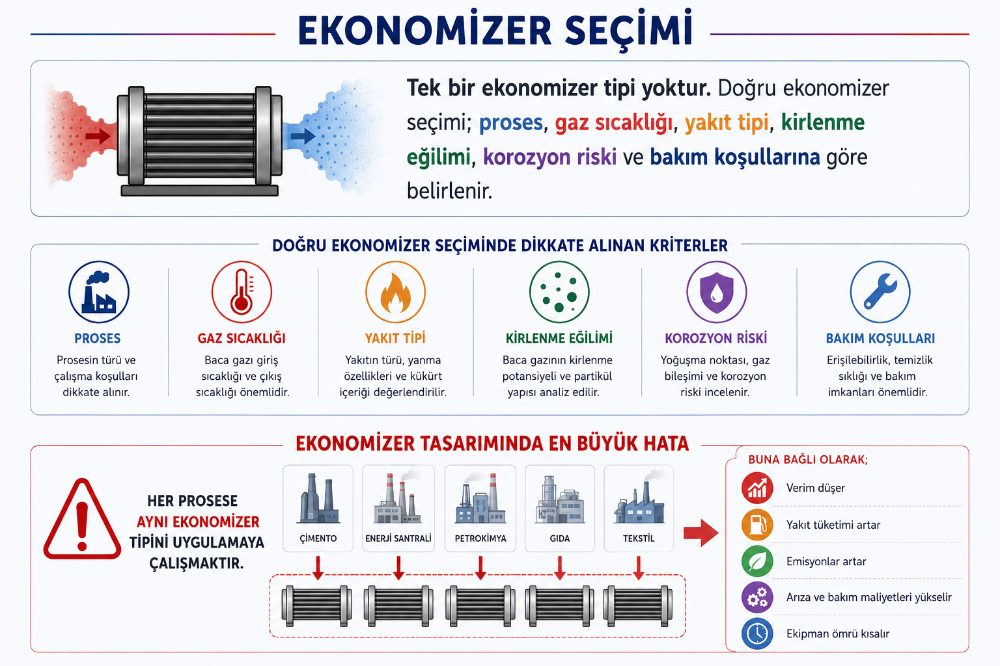 EKONOMİZER SEÇİMİ
Tek bir ekonomizer tipi yoktur. Doğru ekonomizer
seçimi; proses, gaz sıcaklığı, yakıt tipi, kirlenme
eğilimi, korozyon riski ve bakım koşullarına göre
belirlenir.
DOĞRU EKONOMİZER SEÇİMİNDE DİKKATE ALINAN KRİTERLER
PROSES
Prosesin türü ve
çalışma koşulları
dikkate alınır.
GAZ SICAKLIĞI
Baca gazı giriş
sıcaklığı ve çıkış
sıcaklığı önemlidir.
YAKIT TİPİ
Yakıtın türü, yanma
özellikleri ve kükürt
içeriği değerlendirilir.
KİRLENME EĞİLİMİ
Baca gazının kirlenme
potansiyeli ve partikül
yapısı analiz edilir.
KOROZYON RİSKİ
Yoğuşma noktası, gaz
bileşimi ve korozyon
riski incelenir.
BAKIM KOŞULLARI
Erişilebilirlik, temizlik
sıklığı ve bakım
imkanları önemlidir.
EKONOMİZER TASARIMINDA EN BÜYÜK HATA
HER PROSESE
AYNI EKONOMİZER
TİPİNİ UYGULAMAYA
ÇALIŞMAKTIR.
ÇİMENTO
ENERJİ SANTRALİ
PETROKİMYA
GIDA
TEKSTİL
BUNA BAĞLI OLARAK;
Verim düşer
Yakıt tüketimi artar
Emisyonlar artar
Arıza ve bakım maliyetleri yükselir
Ekipman ömrü kısalır